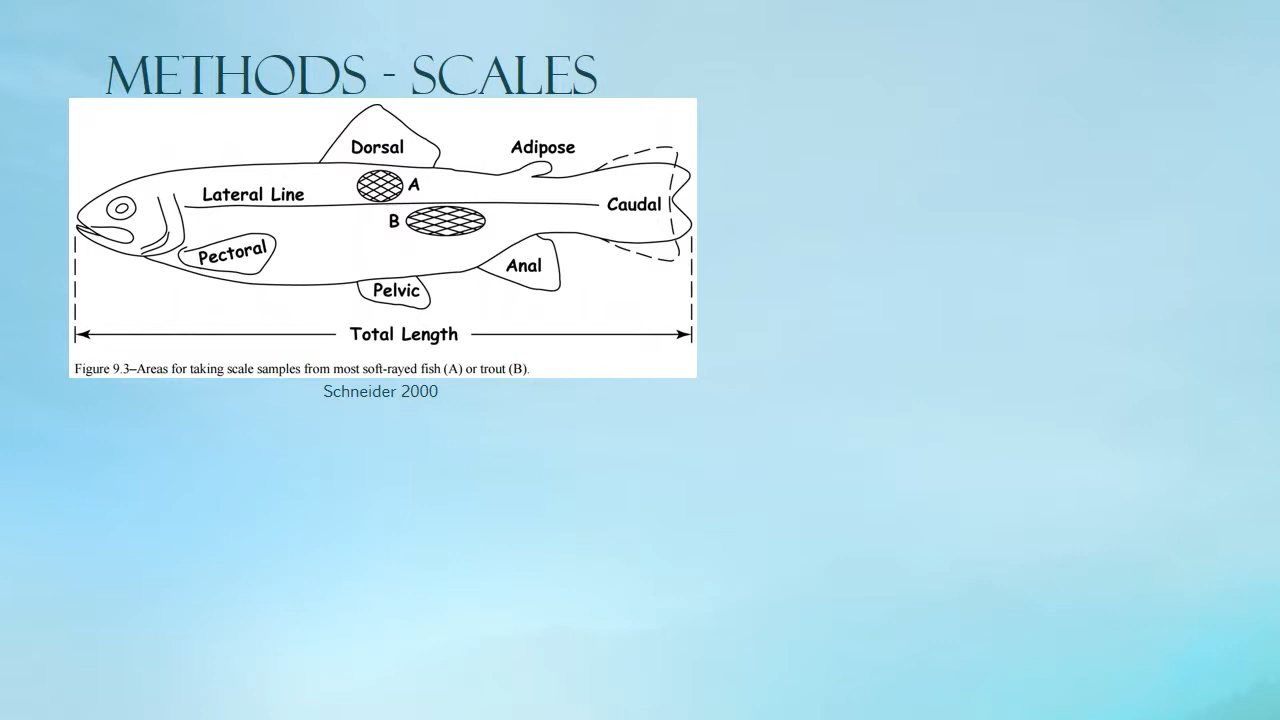 METHODS - SCALES
Dorsal
Adipose
Lateral Line
A
B
Caudal
Pectoral
Anal
Pelvic
Total Length
Figure 9.3–Areas for taking scale samples from most soft-rayed fish (A) or trout (B).
Schneider 2000